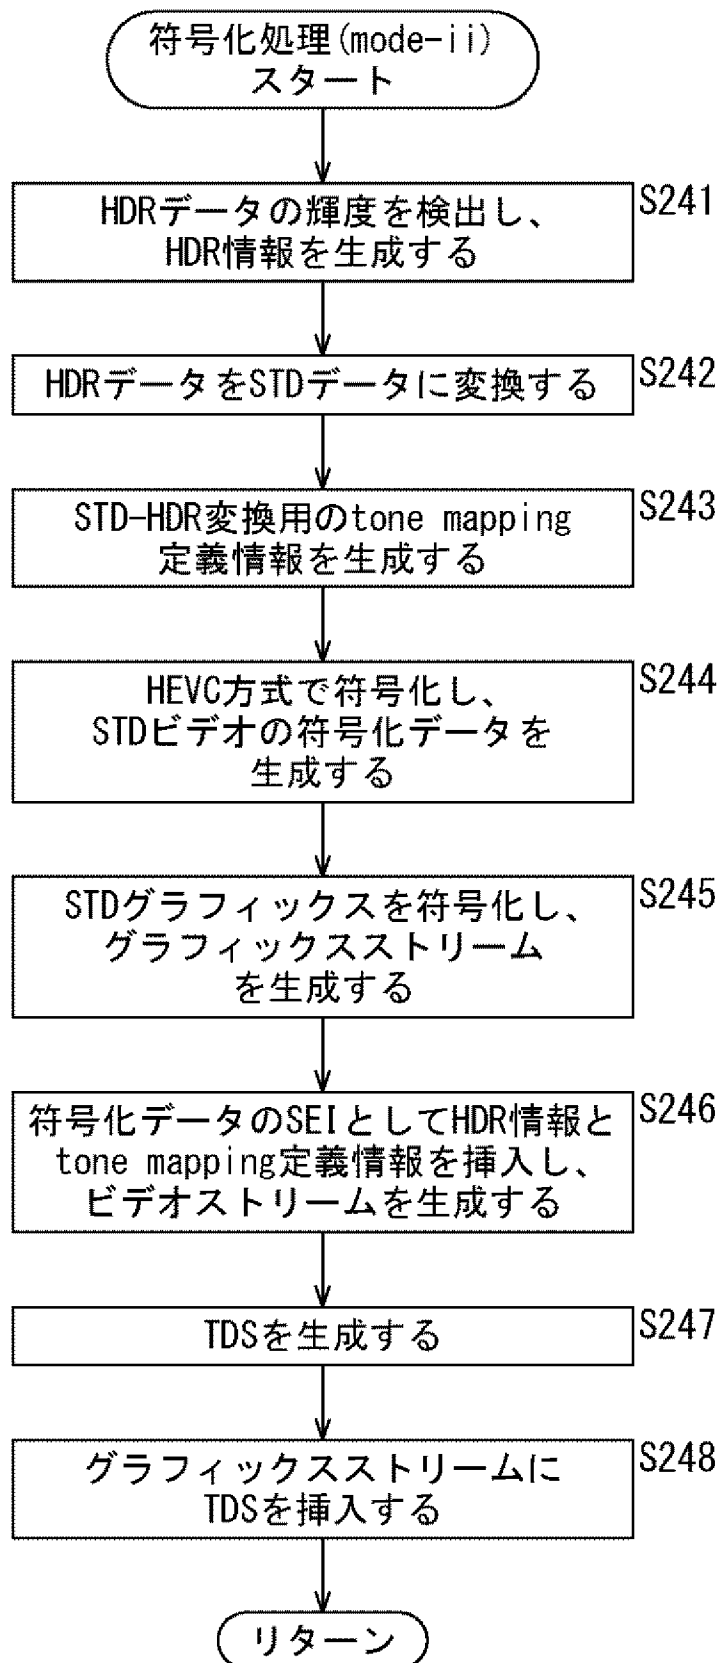 符号化処理(mode-ii)
スタート
HDRデータの輝度を検出し、
HDR情報を生成する
S241
HDRデータをSTDデータに変換する
S242
STD-HDR変換用のtone mapping
定義情報を生成する
S243
HEVC方式で符号化し、
STDビデオの符号化データを
生成する
S244
STDグラフィックスを符号化し、
グラフィックスストリーム
を生成する
S245
符号化データのSEIとしてHDR情報と
tone mapping定義情報を挿入し、
ビデオストリームを生成する
S246
TDSを生成する
S247
グラフィックスストリームに
TDSを挿入する
S248
リターン